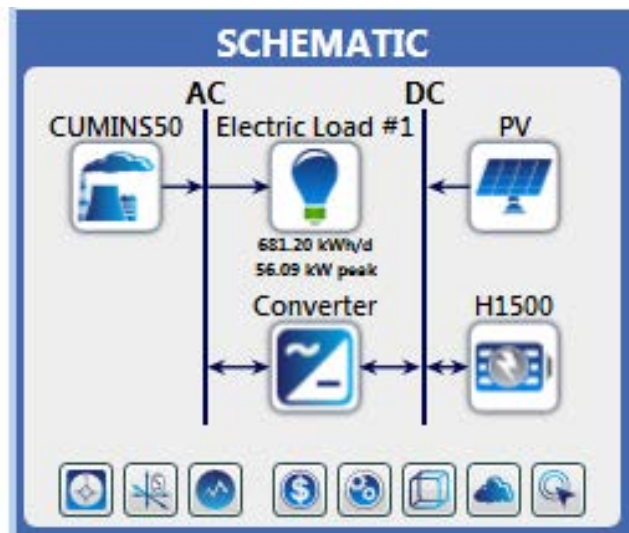 SCHEMATIC
AC DC
CUMINS50 Electric Load #1 PV
681.20 kWh/d
56.09 kW peak
Converter H1500